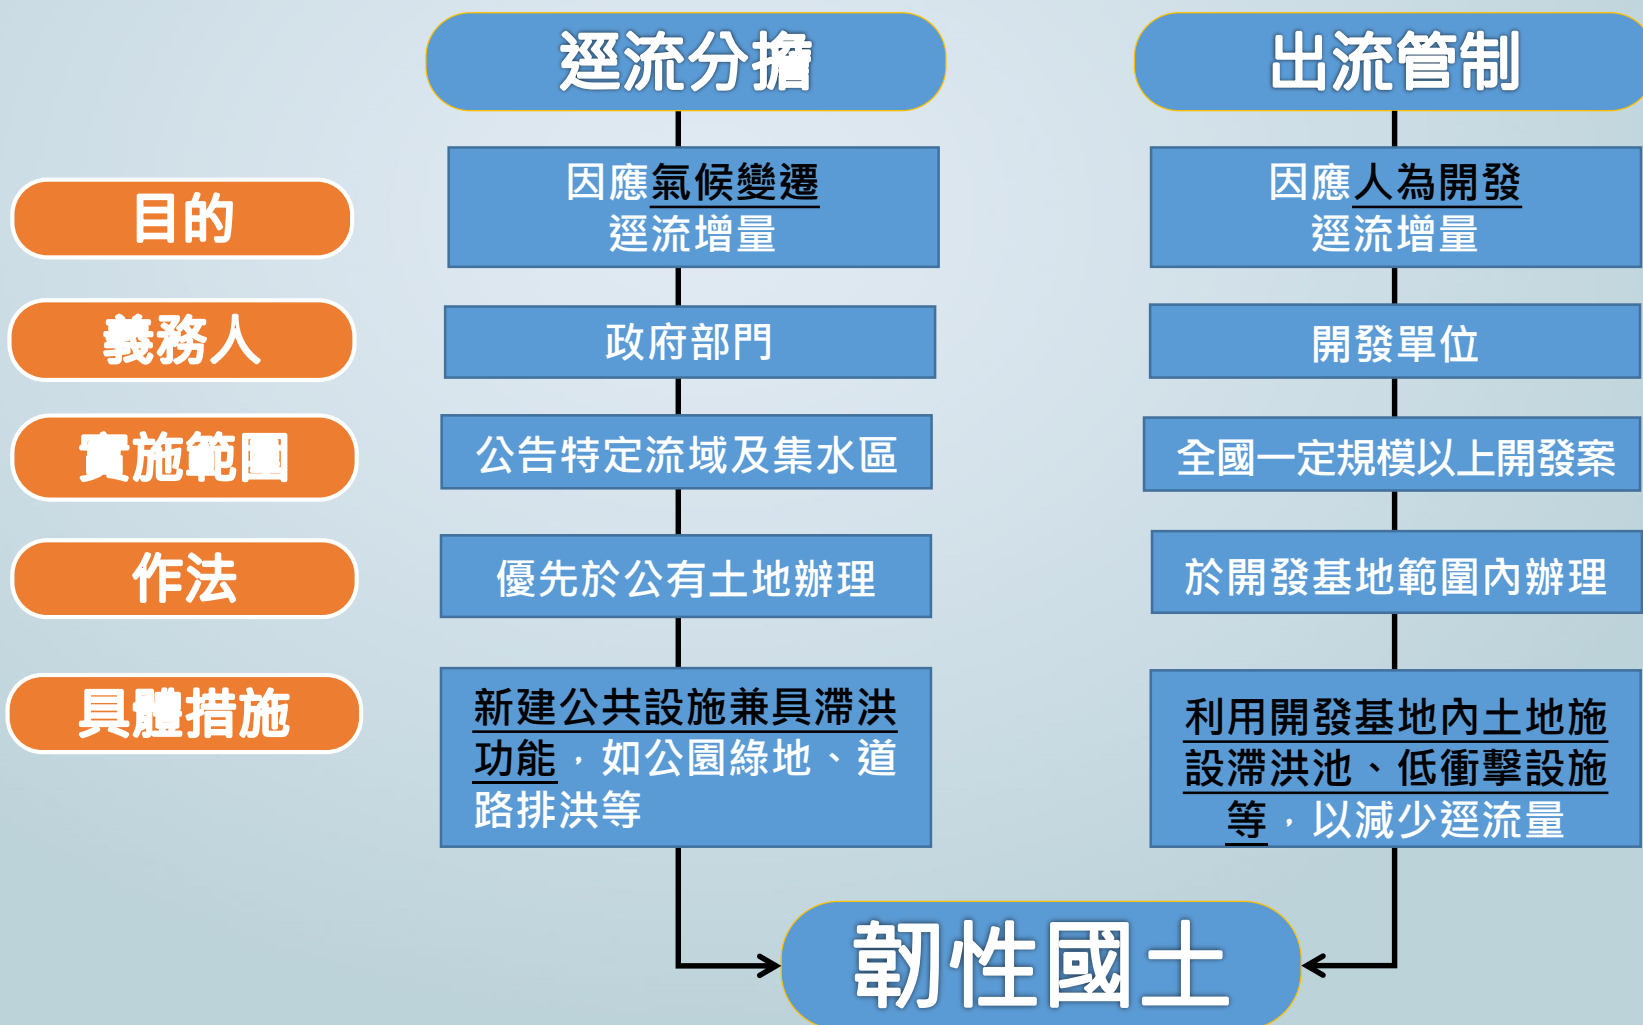 逕流分擔
出流管制
目的
因應氣候變遷
逕流增量
因應人為開發
逕流增量
義務人
政府部門
開發單位
實施範圍
公告特定流域及集水區
全國一定規模以上開發案
作法
優先於公有土地辦理
於開發基地範圍內辦理
具體措施
新建公共設施兼具滯洪
功能，如公園綠地、道
路排洪等
利用開發基地內土地施
設滯洪池、低衝擊設施
等，以減少逕流量
韌性國土